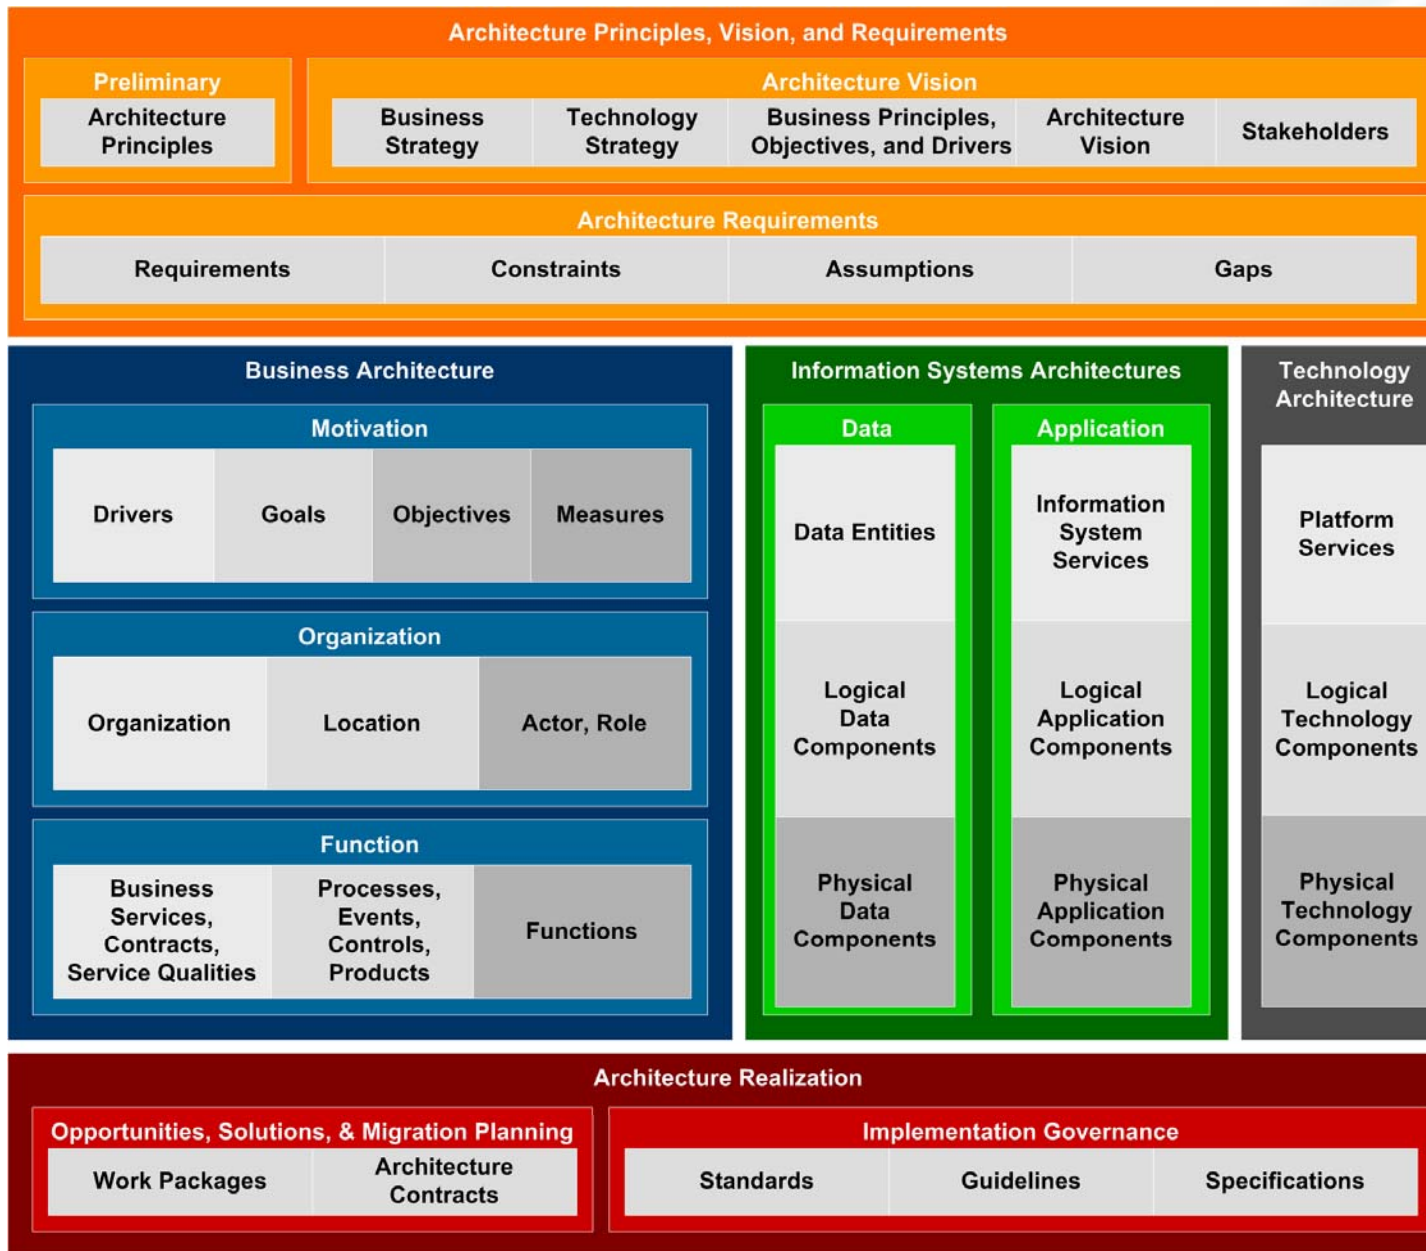 Architecture Principles, Vision, and Requirements
Preliminary
Architecture
Principles
Architecture Vision
Business
Strategy
Technology
Strategy
Business Principles,
Objectives, and Drivers
Architecture
Vision
Stakeholders
Architecture Requirements
Requirements
Constraints
Assumptions
Gaps
Business Architecture
Motivation
Drivers
Goals
Objectives
Measures
Organization
Organization
Location
Actor, Role
Function
Business
Services,
Contracts,
Service Qualities
Processes,
Events,
Controls,
Products
Functions
Information Systems Architectures
Data
Data Entities
Logical
Data
Components
Physical
Data
Components
Application
Information
System
Services
Logical
Application
Components
Physical
Application
Components
Technology
Architecture
Platform
Services
Logical
Technology
Components
Physical
Technology
Components
Architecture Realization
Opportunities, Solutions, & Migration Planning
Work Packages
Architecture
Contracts
Implementation Governance
Standards
Guidelines
Specifications